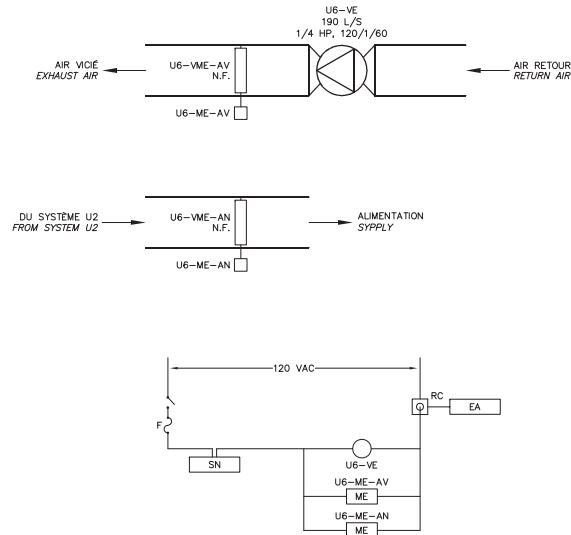 U6-VE
190 L/S
1/4 HP, 120/1/60
AIR VICIÉ
EXHAUST AIR
U6-VME-AV
N.F.
AIR RETOUR
RETURN AIR
U6-ME-AV
DU SYSTÈME U2
FROM SYSTEM U2
U6-VME-AN
N.F.
ALIMENTATION
SYPPLY
U6-ME-AN
120 VAC
RC
EA
F
SN
U6-VE
U6-ME-AV
ME
U6-ME-AN
ME